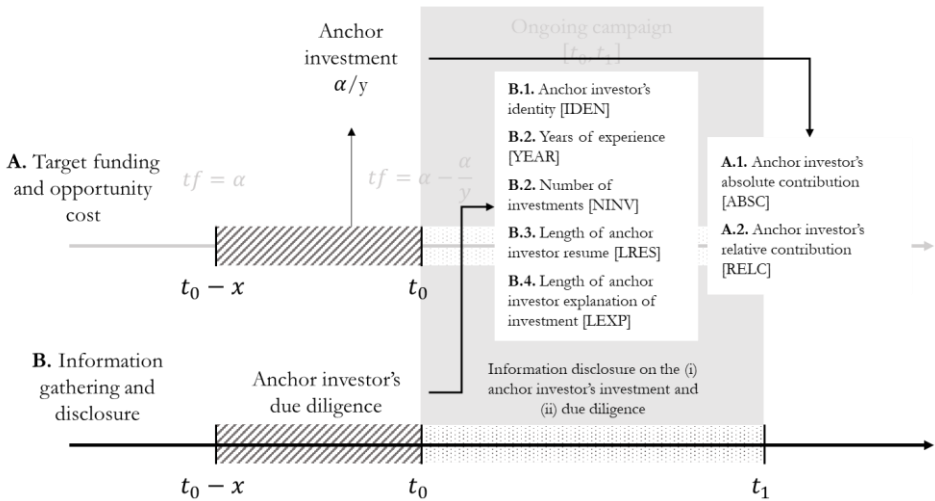 Ongoing campaign
[t₀, t₁]
Anchor
investment
α/y
A. Target funding
and opportunity
cost
tf = α
tf = α − α/y
B.1. Anchor investor's
identity [IDEN]
B.2. Years of experience
[YEAR]
B.2. Number of
investments [NINV]
B.3. Length of anchor
investor resume [LRES]
B.4. Length of anchor
investor explanation of
investment [LEXP]
A.1. Anchor investor's
absolute contribution
[ABSC]
A.2. Anchor investor's
relative contribution
[RELC]
t₀ − x
t₀
B. Information
gathering and
disclosure
Anchor investor's
due diligence
Information disclosure on the (i)
anchor investor's investment and
(ii) due diligence
t₀ − x
t₀
t₁